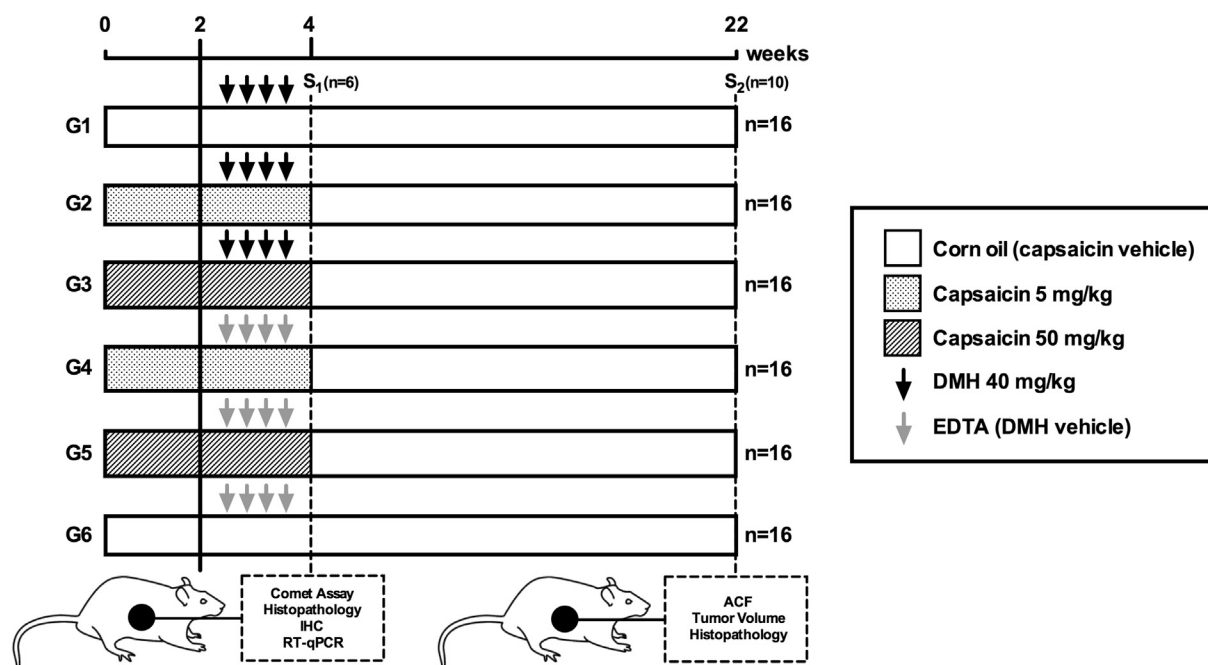 0 2 4 22
weeks
S1(n=6) S2(n=10)
G1 n=16
G2 n=16
G3 n=16
G4 n=16
G5 n=16
G6 n=16
Corn oil (capsaicin vehicle)
Capsaicin 5 mg/kg
Capsaicin 50 mg/kg
DMH 40 mg/kg
EDTA (DMH vehicle)
Comet Assay
Histopathology
IHC
RT-qPCR
ACF
Tumor Volume
Histopathology